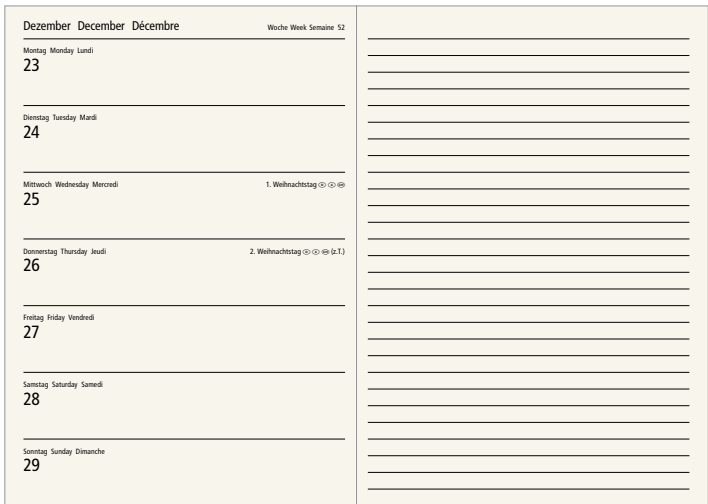 Dezember December Décembre
Woche Week Semaine 52
Montag Monday Lundi
23
Dienstag Tuesday Mardi
24
Mittwoch Wednesday Mercredi
1. Weihnachtstag
25
Donnerstag Thursday Jeudi
2. Weihnachtstag (z.T.)
26
Freitag Friday Vendredi
27
Samstag Saturday Samedi
28
Sonntag Sunday Dimanche
29